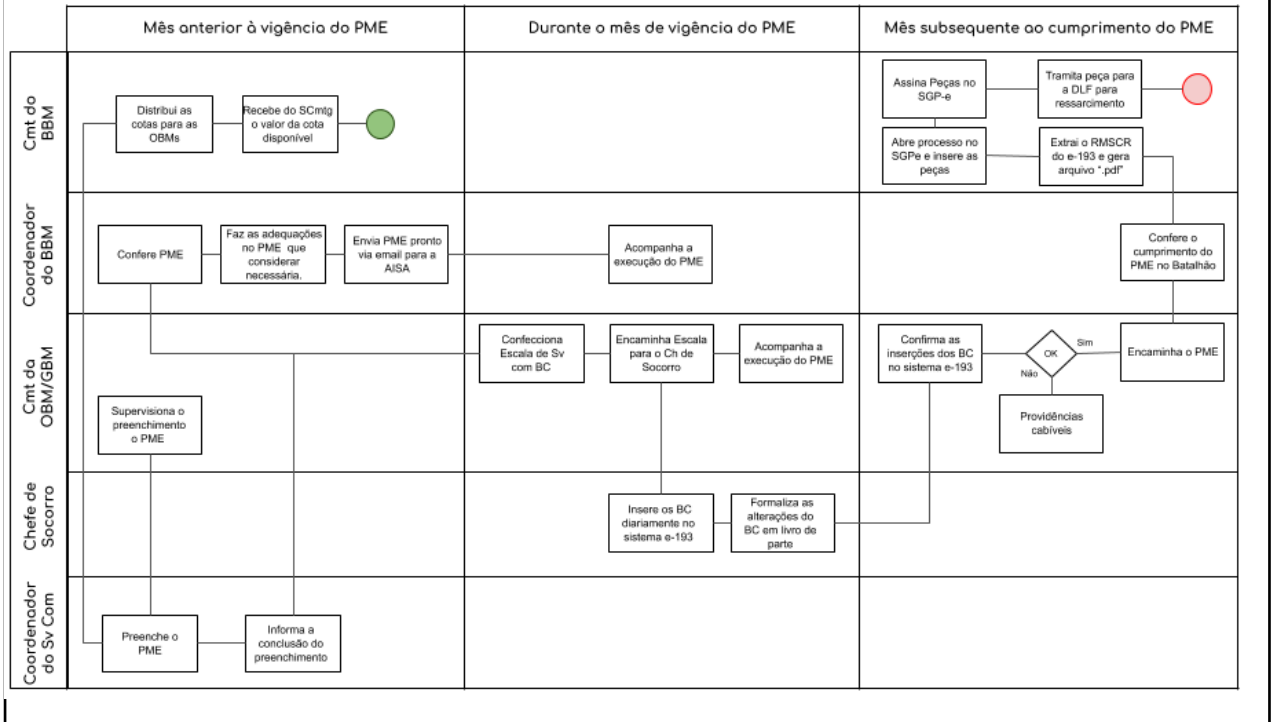 Mês anterior à vigência do PME
Durante o mês de vigência do PME
Mês subsequente ao cumprimento do PME
Cmt do
BBM
Distribui as
cotas para as
OBMs
Recebe do SCmtg
o valor da cota
disponível
Assina Peças no
SGP-e
Tramita peça para
a DLF para
ressarcimento
Abre processo no
SGPe e insere as
peças
Extrai o RMSCR
do e-193 e gera
arquivo ".pdf"
Coordenador
do BBM
Confere PME
Faz as adequações
no PME que
considerar
necessária.
Envia PME pronto
via email para a
AISA
Acompanha a
execução do PME
Confere o
cumprimento do
PME no Batalhão
Cmt da
OBM/GBM
Supervisiona o
preenchimento
o PME
Confecciona
Escala de Sv
com BC
Encaminha Escala
para o Ch de
Socorro
Acompanha a
execução do PME
Confirma as
inserções dos BC
no sistema e-193
OK
Sim
Não
Encaminha o PME
Providências
cabíveis
Chefe de
Socorro
Insere os BC
diariamente no
sistema e-193
Formaliza as
alterações do
BC em livro de
parte
Coordenador
do Sv Com
Preenche o
PME
Informa a
conclusão do
preenchimento